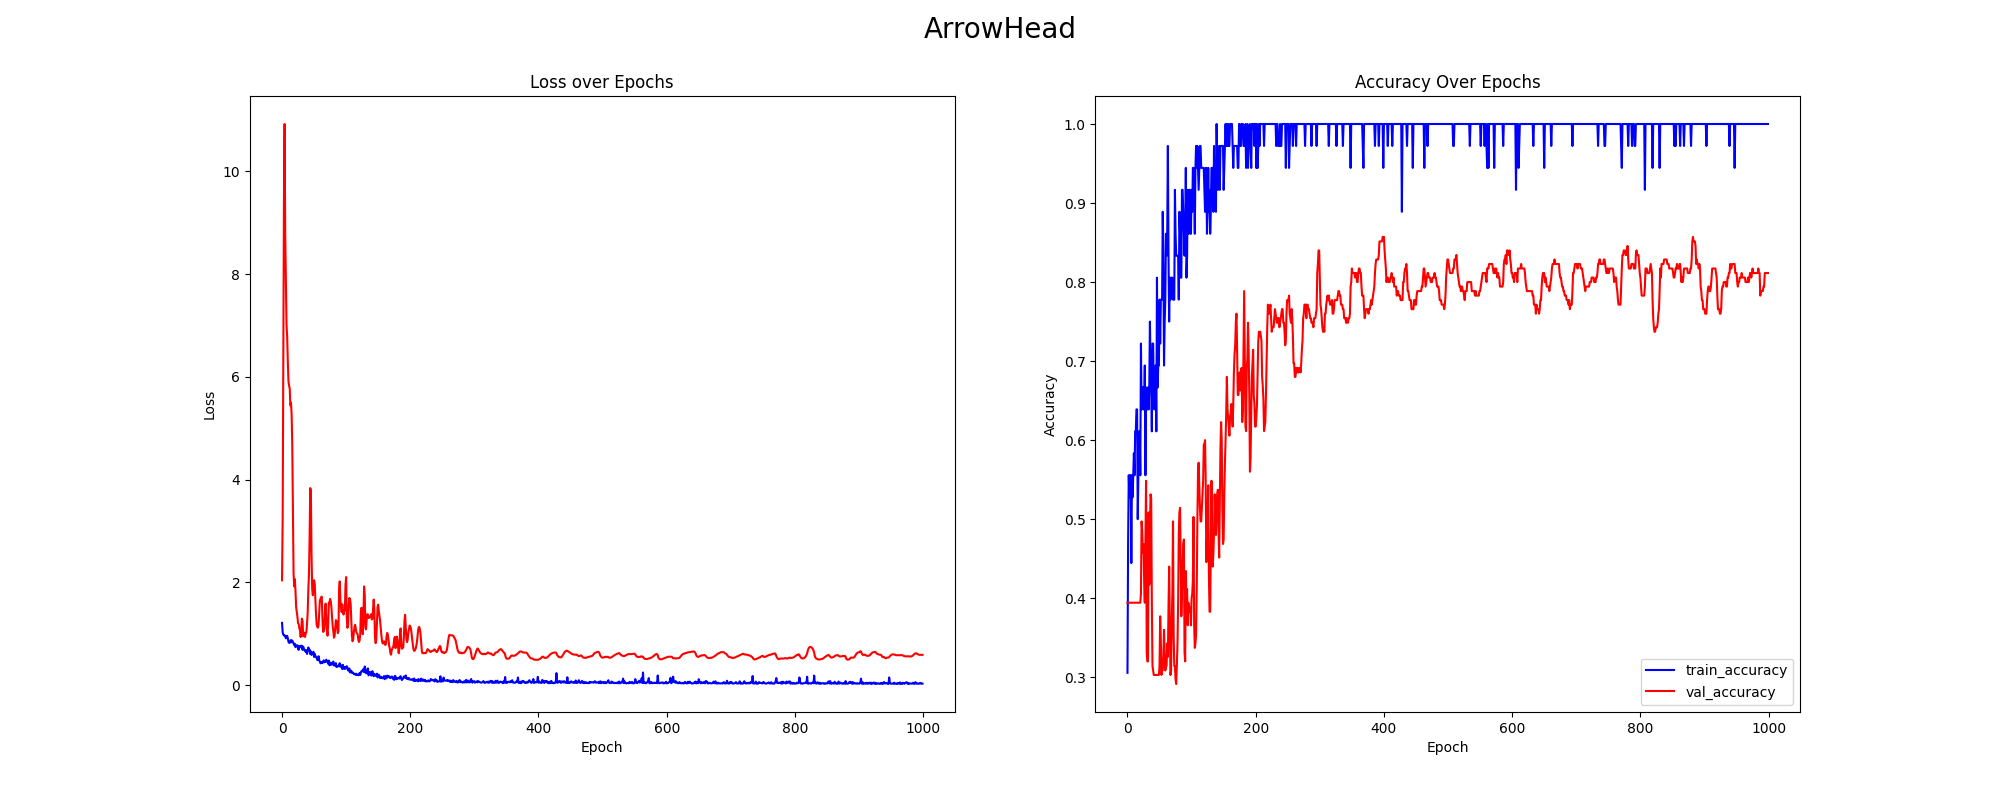 ArrowHead
Loss over Epochs
10
8
6
4
2
0
Loss
0 200 400 600 800 1000
Epoch
Accuracy Over Epochs
1.0
0.9
0.8
0.7
0.6
0.5
0.4
0.3
Accuracy
0 200 400 600 800 1000
Epoch
train_accuracy
val_accuracy